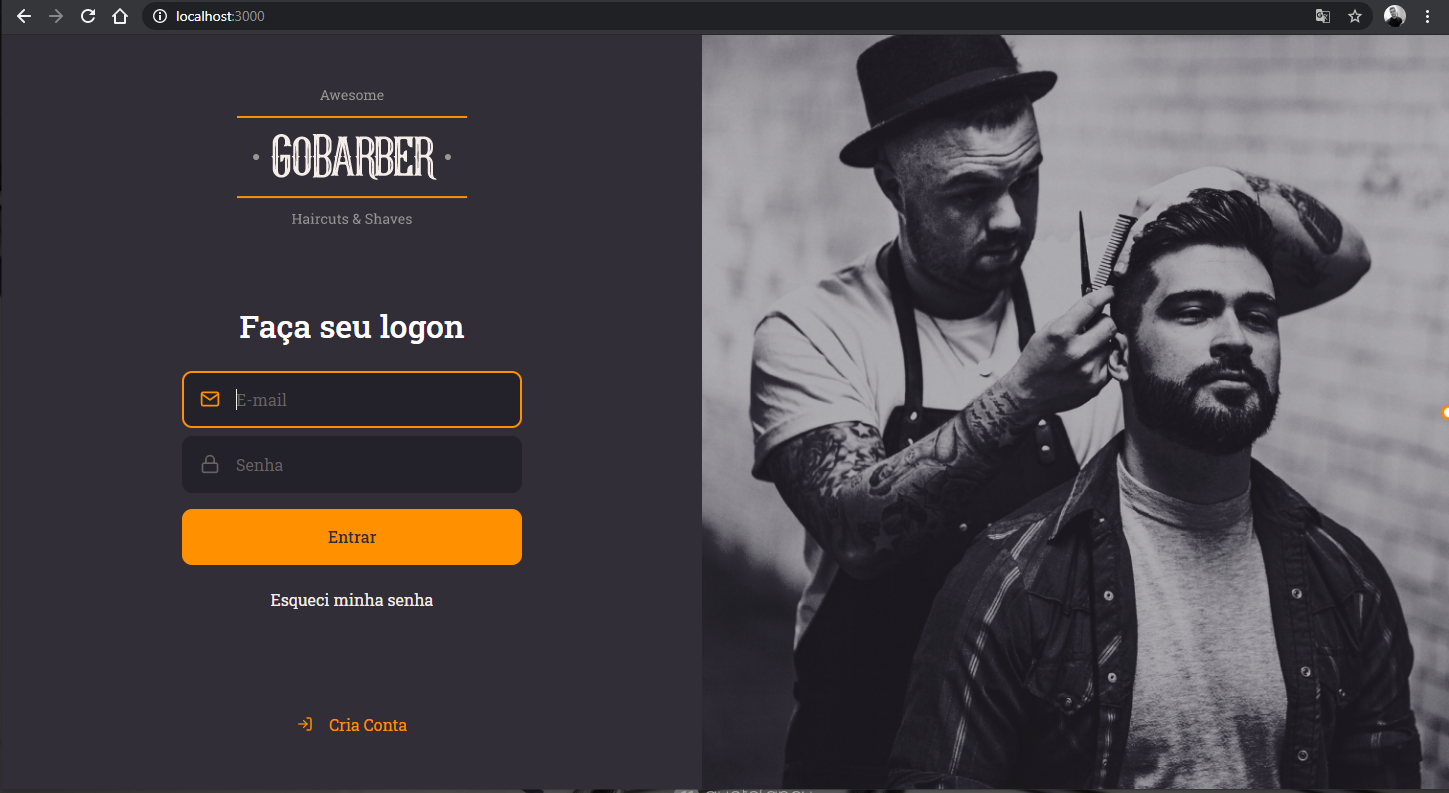 localhost:3000
Awesome
GOBARBER
Haircuts & Shaves
Faça seu logon
E-mail
Senha
Entrar
Esqueci minha senha
Cria Conta